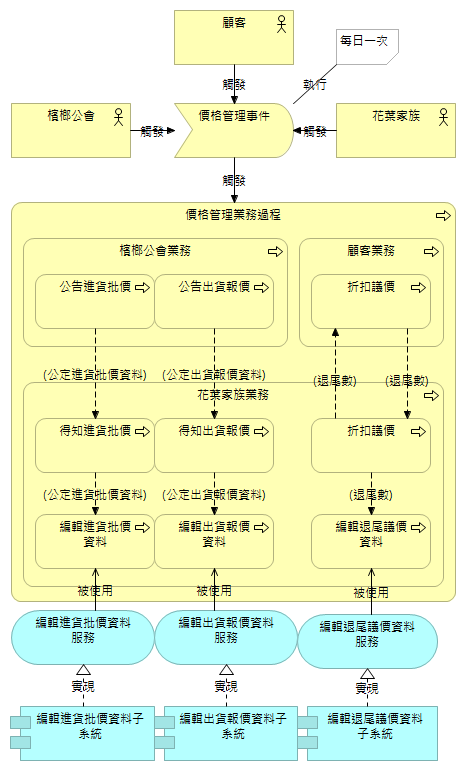 顧客
每日一次
觸發
執行
檳榔公會
觸發
價格管理事件
觸發
花葉家族
觸發
價格管理業務過程
檳榔公會業務
顧客業務
公告進貨批價
公告出貨報價
折扣議價
(公定進貨批價資料)
(公定出貨報價資料)
(退尾數)
(退尾數)
花葉家族業務
得知進貨批價
得知出貨報價
折扣議價
(公定進貨批價資料)
(公定出貨報價資料)
(退尾數)
編輯進貨批價
資料
編輯出貨報價
資料
編輯退尾議價
資料
被使用
被使用
被使用
編輯進貨批價資料
服務
編輯出貨報價資料
服務
編輯退尾議價資料
服務
實現
實現
實現
編輯進貨批價資料子
系統
編輯出貨報價資料子
系統
編輯退尾議價資料
子系統